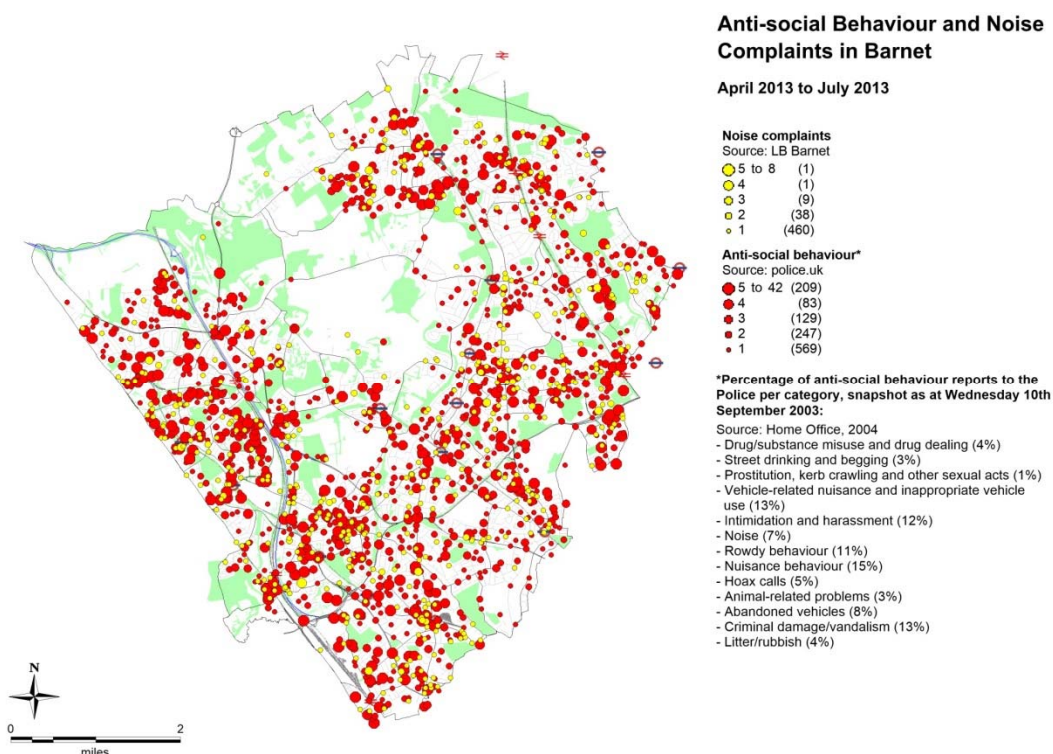 Anti-social Behaviour and Noise
Complaints in Barnet
April 2013 to July 2013
Noise complaints
Source: LB Barnet
5 to 8 (1)
4 (1)
3 (9)
2 (38)
1 (460)
Anti-social behaviour*
Source: police.uk
5 to 42 (209)
4 (83)
3 (129)
2 (247)
1 (569)
*Percentage of anti-social behaviour reports to the
Police per category, snapshot as at Wednesday 10th
September 2003:
Source: Home Office, 2004
- Drug/substance misuse and drug dealing (4%)
- Street drinking and begging (3%)
- Prostitution, kerb crawling and other sexual acts (1%)
- Vehicle-related nuisance and inappropriate vehicle
use (13%)
- Intimidation and harassment (12%)
- Noise (7%)
- Rowdy behaviour (11%)
- Nuisance behaviour (15%)
- Hoax calls (5%)
- Animal-related problems (3%)
- Abandoned vehicles (8%)
- Criminal damage/vandalism (13%)
- Litter/rubbish (4%)
N
0 2
miles